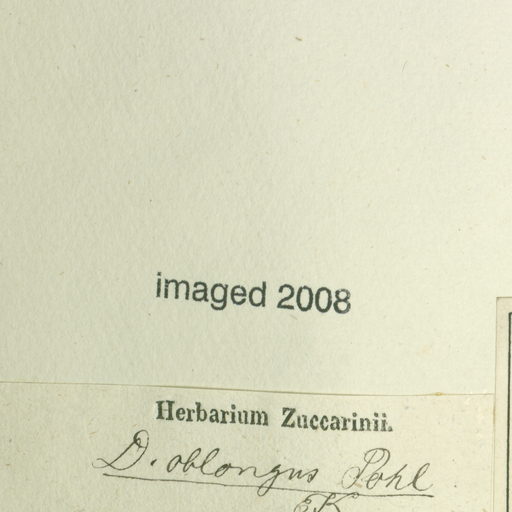 imaged 2008
Herbarium Zuccarinii.
D. oblongus Pohl